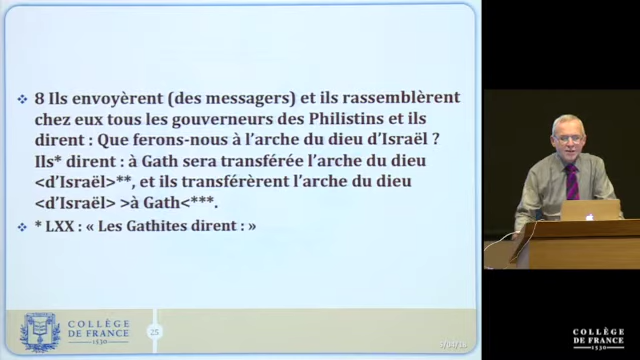 8 Ils envoyèrent (des messagers) et ils rassemblèrent
chez eux tous les gouverneurs des Philistins et ils
dirent : Que ferons-nous à l’arche du dieu d’Israël ?
Ils* dirent : à Gath sera transférée l’arche du dieu
<d’Israël>**, et ils transférèrent l’arche du dieu
<d’Israël> >à Gath<***.
* LXX : « Les Gathites dirent : »
COLLÈGE
DE FRANCE
1530
25
COLLÈGE
DE FRANCE
1530